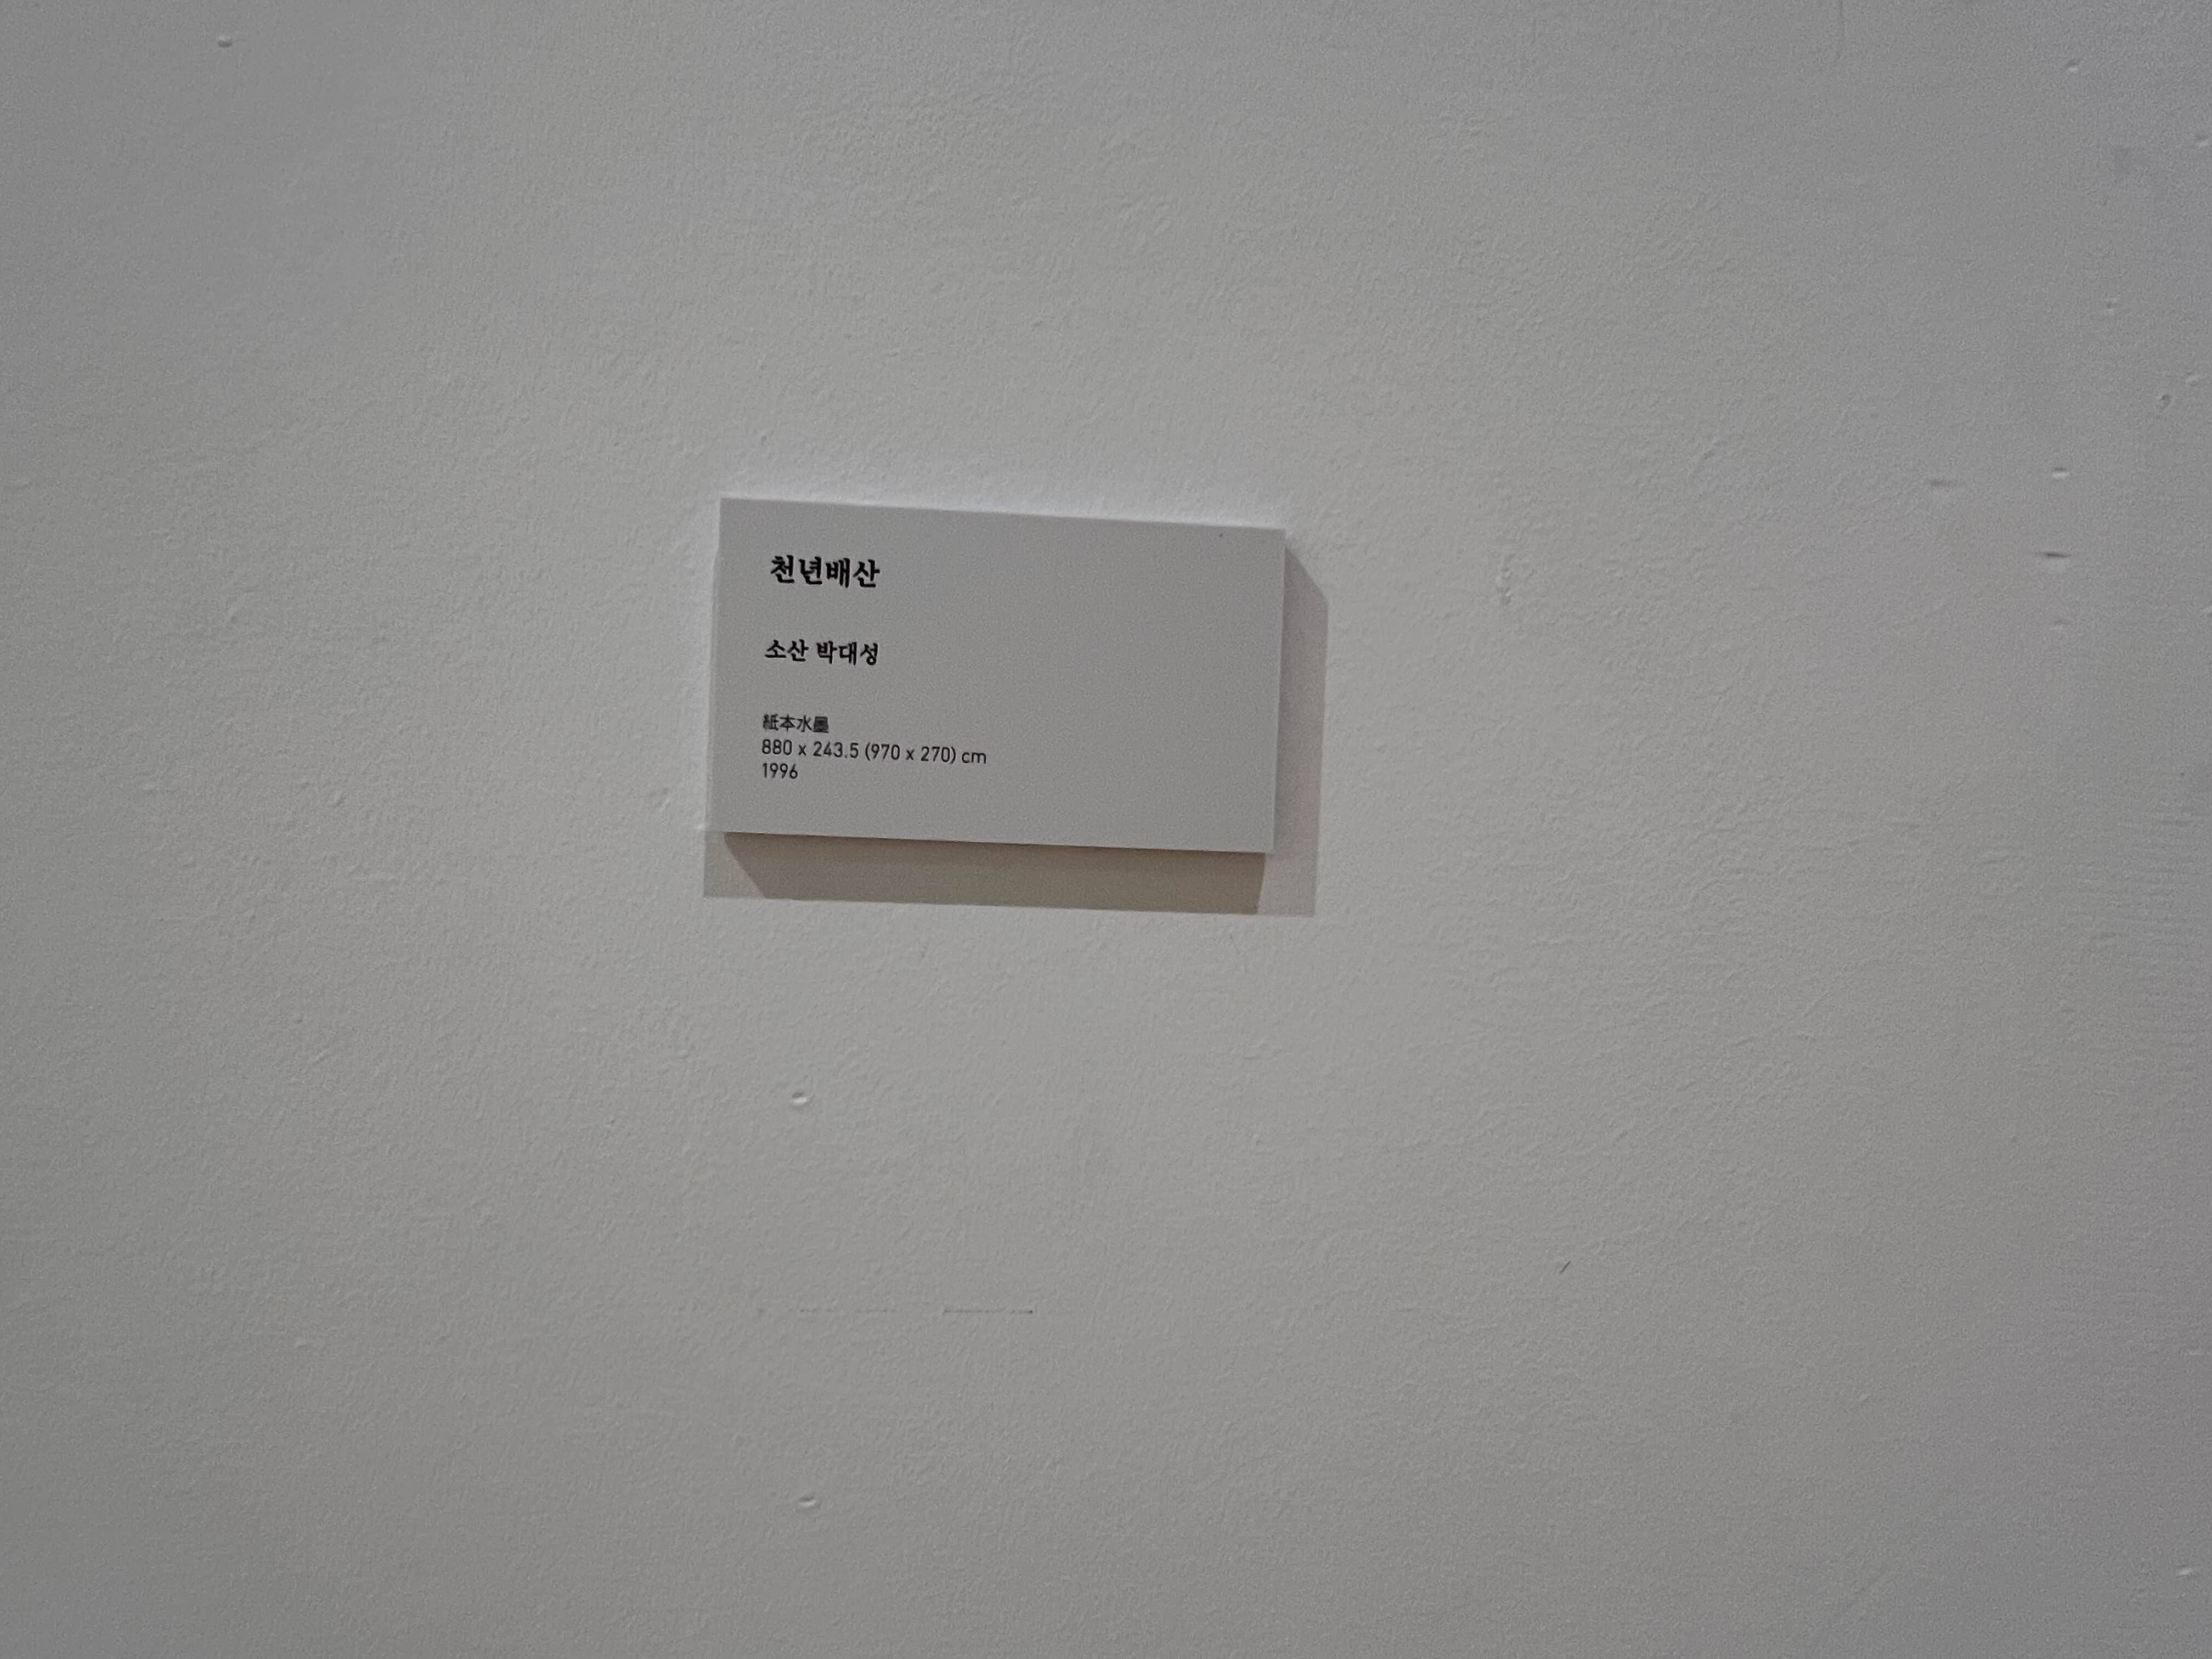 천년배산
소산 박대성
紙本水墨
880 x 243.5 (970 x 270) cm
1996